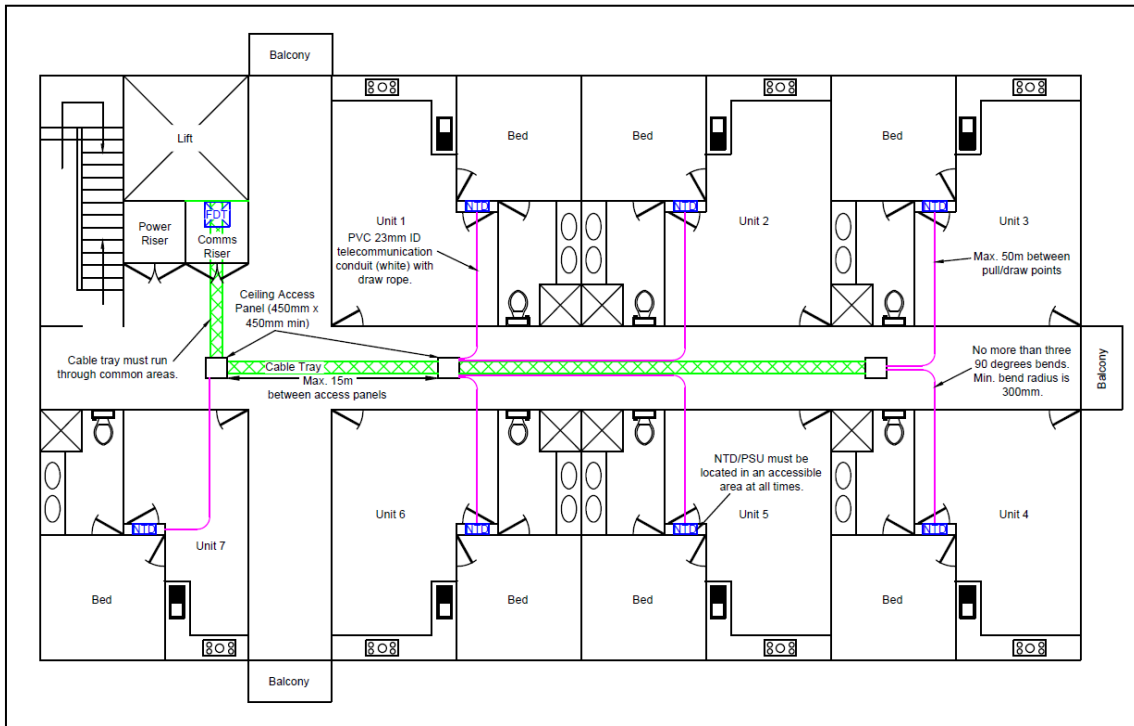 Balcony
Lift
Bed
Bed
Bed
FDT
NTD
NTD
NTD
Power
Riser
Comms
Riser
Unit 1
PVC 23mm ID
telecommunication
conduit (white) with
draw rope.
Unit 2
Unit 3
Max. 50m between
pull/draw points
Ceiling Access
Panel (450mm x
450mm min)
Cable tray must run
through common areas.
Cable Tray
Max. 15m
between access panels
No more than three
90 degrees bends.
Min. bend radius is
300mm.
Balcony
NTD/PSU must be
located in an accessible
area at all times.
NTD
NTD
NTD
NTD
Unit 7
Unit 6
Unit 5
Unit 4
Bed
Bed
Bed
Bed
Balcony